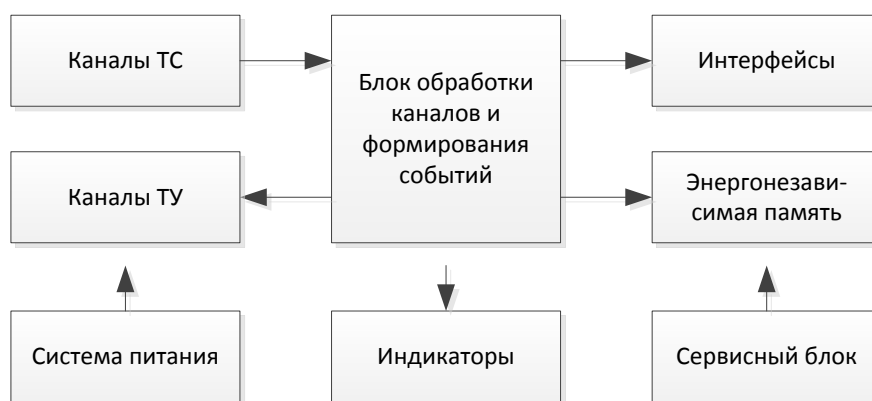 Каналы ТС
Блок обработки
каналов и
формирования
событий
Интерфейсы
Каналы ТУ
Энергонезави-
симая память
Система питания
Индикаторы
Сервисный блок